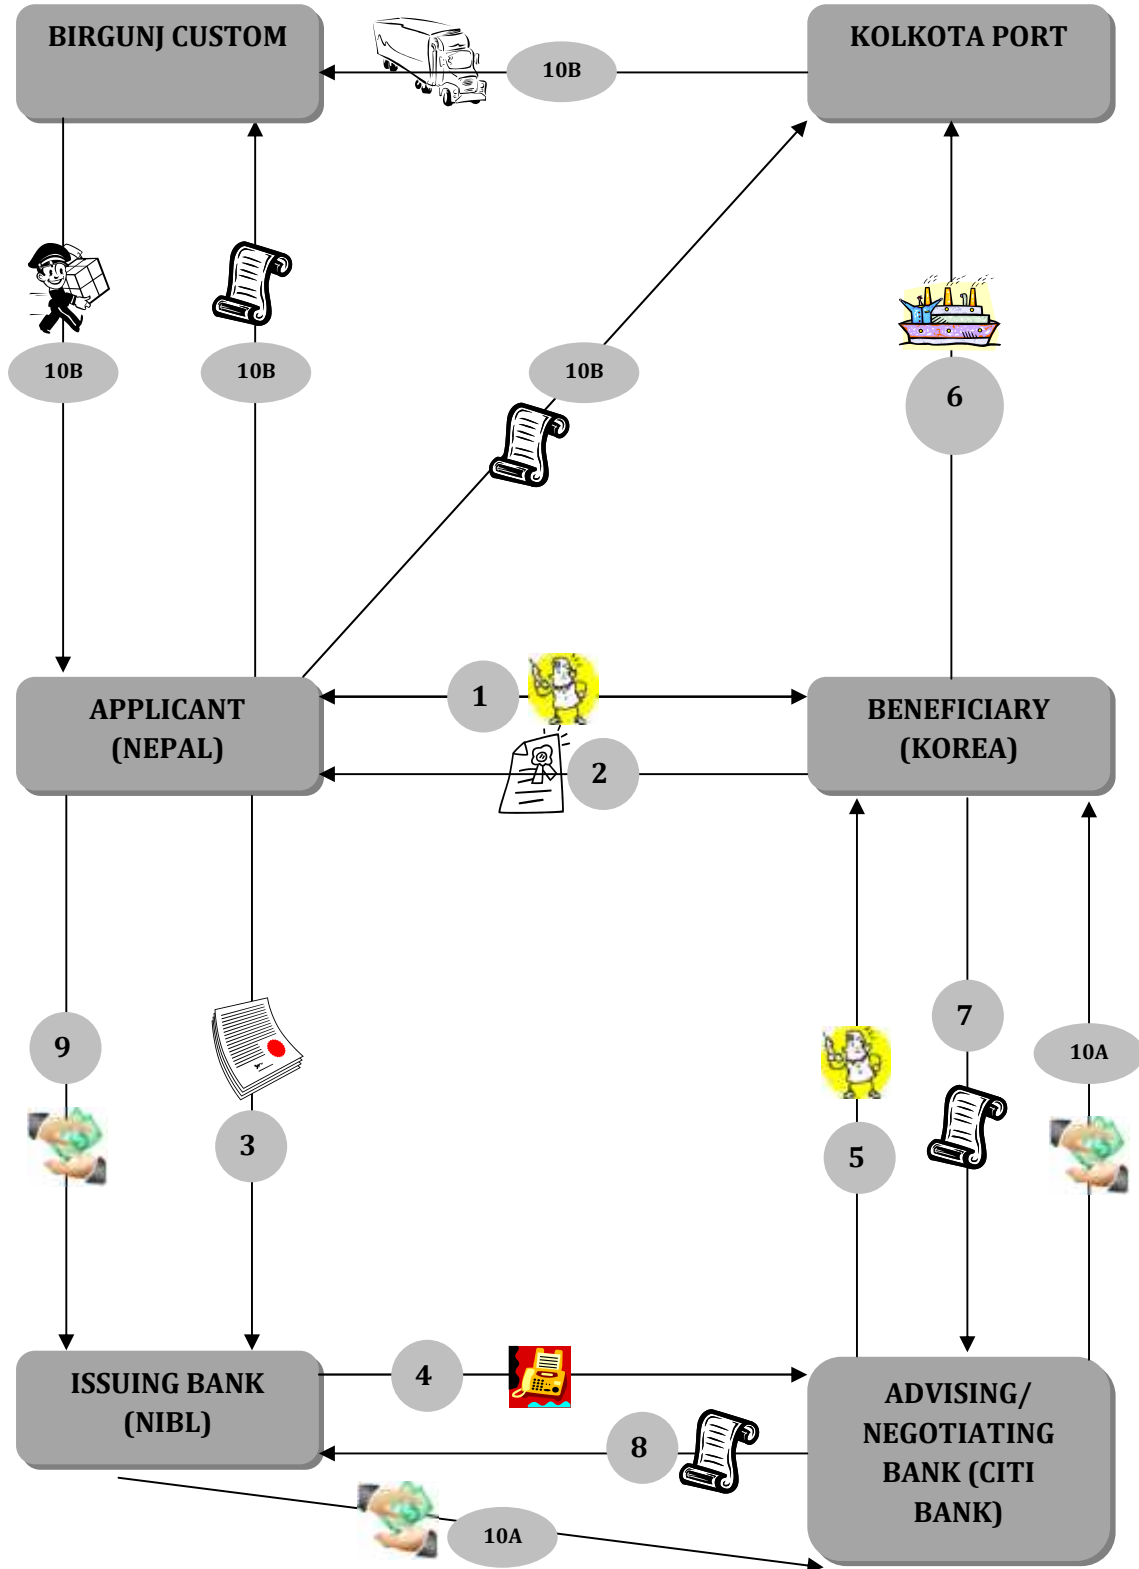 BIRGUNJ CUSTOM
KOLKOTA PORT
10B
10B
10B
10B
6
APPLICANT
(NEPAL)
1
BENEFICIARY
(KOREA)
2
9
3
7
10A
5
ISSUING BANK
(NIBL)
4
ADVISING/
NEGOTIATING
BANK (CITI
BANK)
8
10A